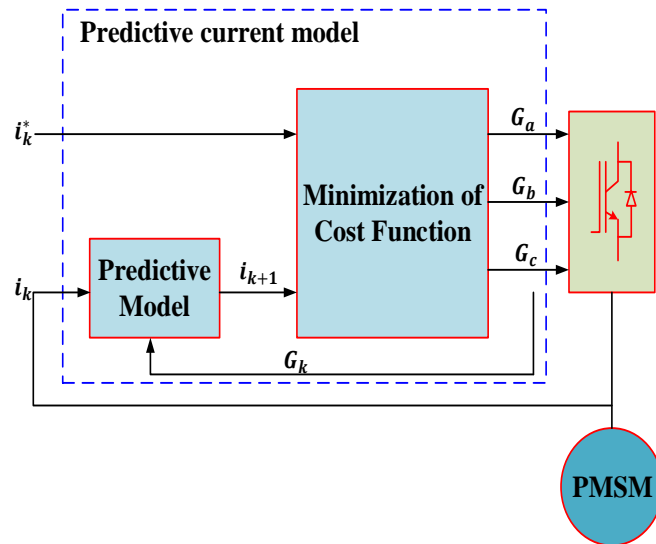 Predictive current model
i*k
Ga
Minimization of
Cost Function
Gb
Gc
Predictive
Model
ik
ik+1
Gk
PMSM